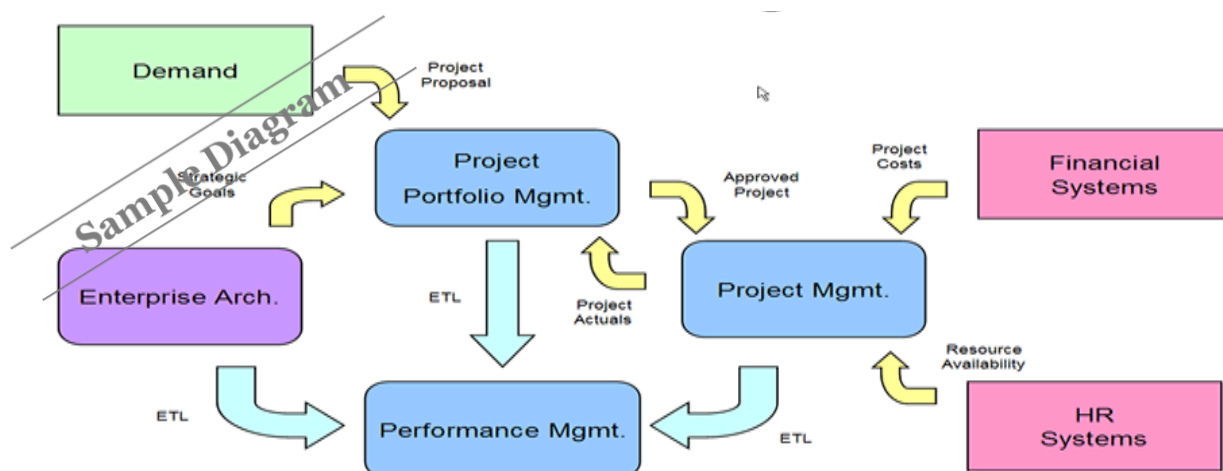 Demand
Project
Proposal
Sample Diagram
Strategic
Goals
Project
Portfolio Mgmt.
Approved
Project
Project
Costs
Financial
Systems
Enterprise Arch.
ETL
Project
Actuals
Project Mgmt.
Resource
Availability
ETL
Performance Mgmt.
ETL
HR
Systems